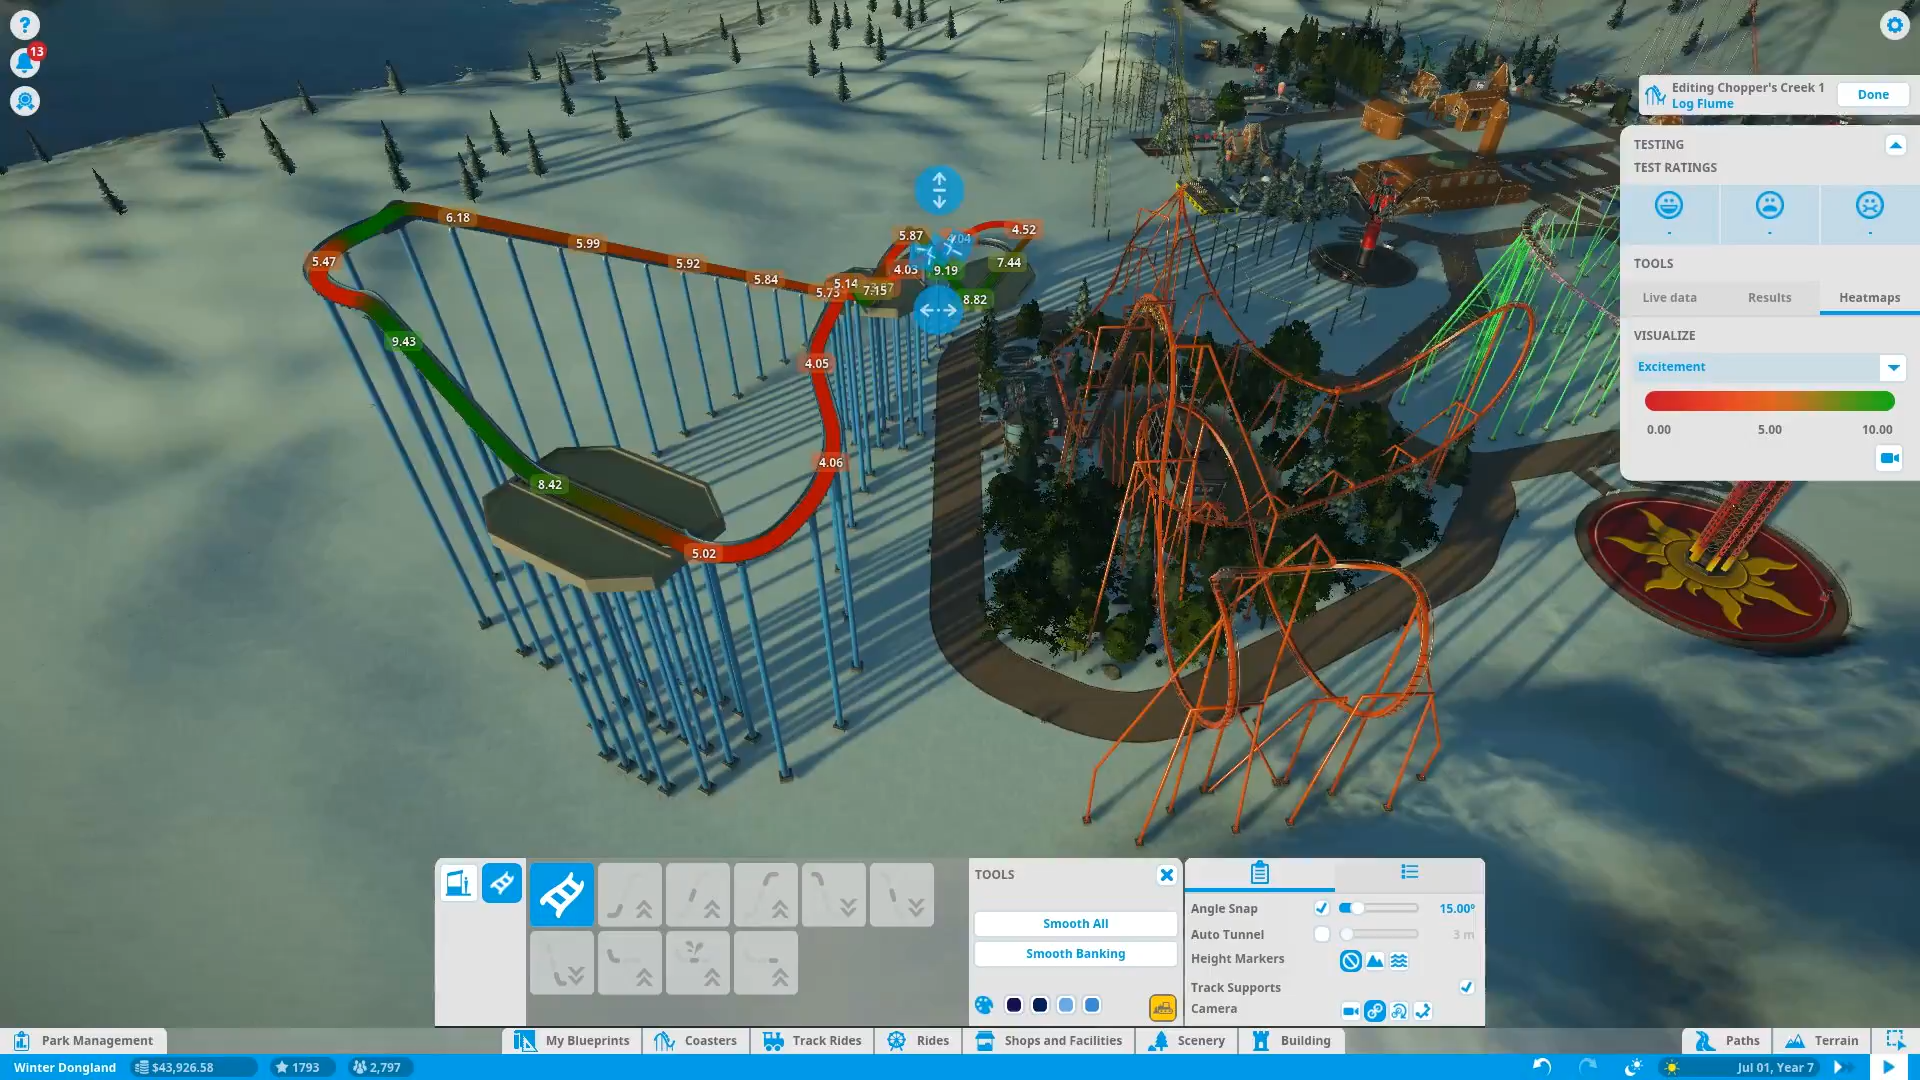 ?
13
Editing Chopper's Creek 1
Log Flume
Done
TESTING
TEST RATINGS
- - -
TOOLS
Live data Results Heatmaps
VISUALIZE
Excitement
0.00 5.00 10.00
6.18
5.99
5.92
5.84
5.73
5.14
7.15
5.87
4.03
9.19
4.52
7.44
8.82
5.47
9.43
4.05
4.06
8.42
5.02
TOOLS
Smooth All
Smooth Banking
Angle Snap 15.00°
Auto Tunnel 3 m
Height Markers
Track Supports
Camera
Park Management My Blueprints Coasters Track Rides Rides Shops and Facilities Scenery Building Paths Terrain
Winter Dongland $43,926.58 1793 2,797 Jul 01, Year 7